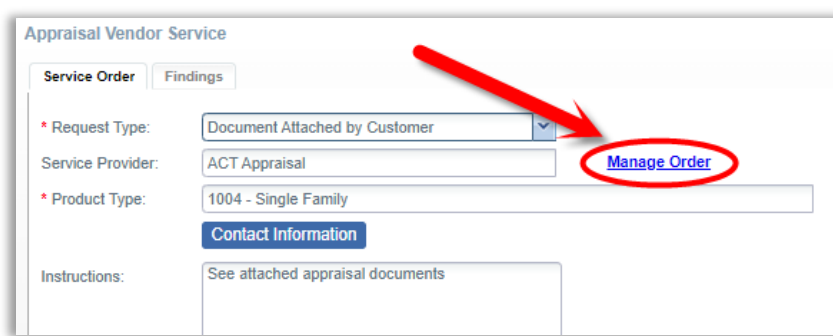 Appraisal Vendor Service
Service Order Findings
* Request Type: Document Attached by Customer
Service Provider: ACT Appraisal Manage Order
* Product Type: 1004 - Single Family
Contact Information
Instructions: See attached appraisal documents